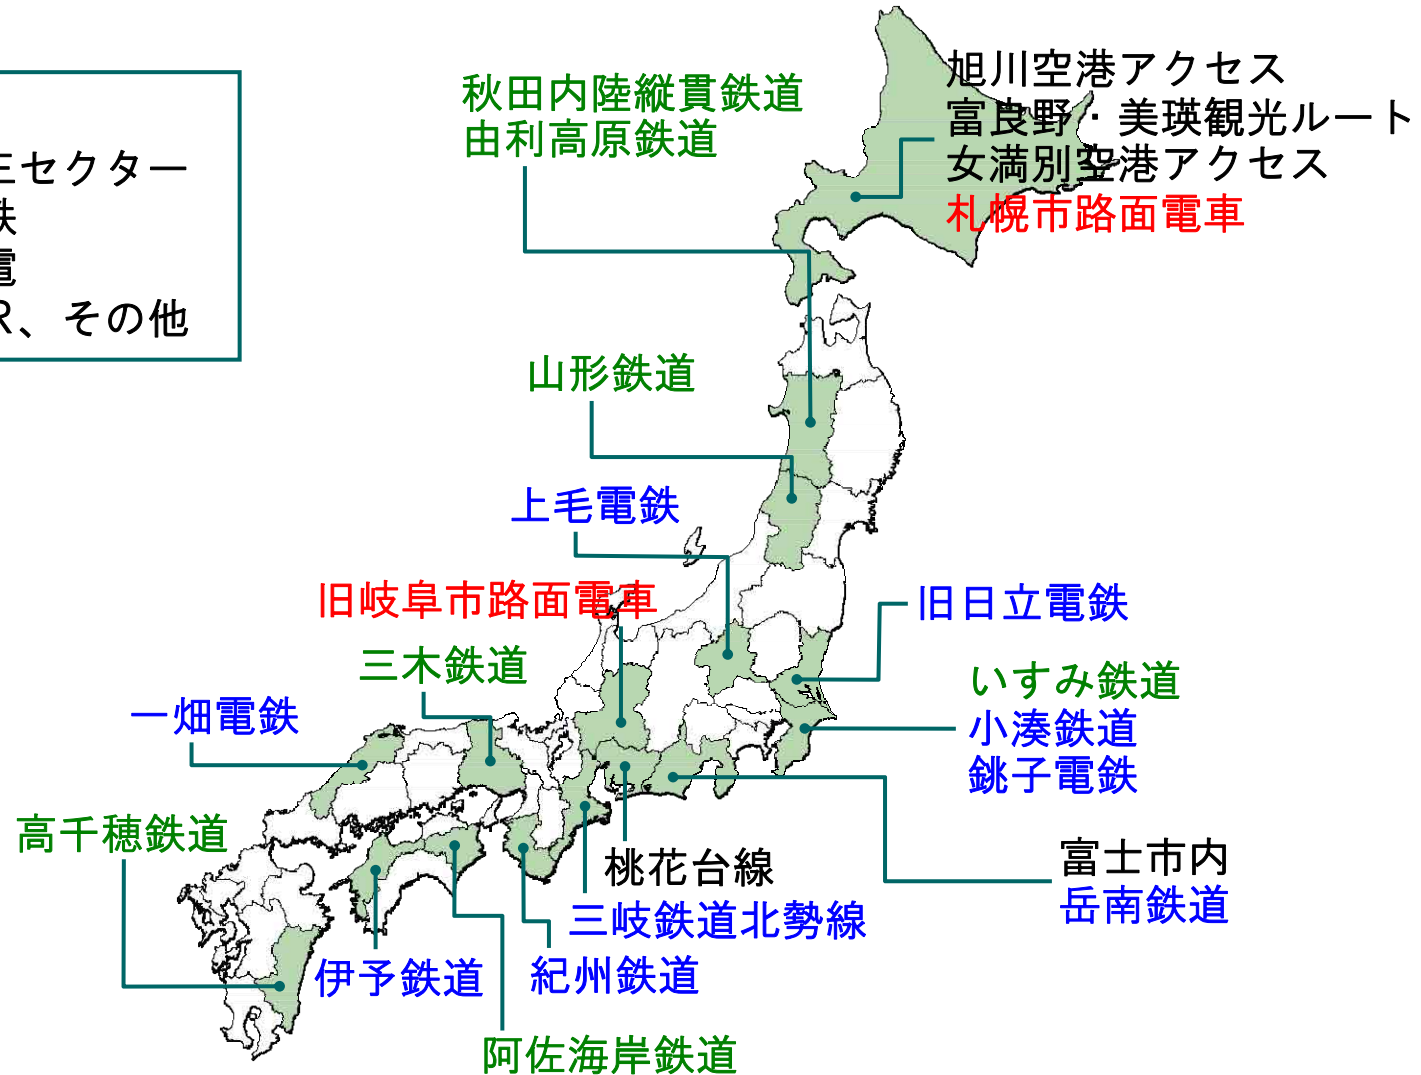 三セクター
鉄
電
R、その他
秋田内陸縦貫鉄道
由利高原鉄道
旭川空港アクセス
富良野・美瑛観光ルート
女満別空港アクセス
札幌市路面電車
山形鉄道
上毛電鉄
旧岐阜市路面電車
旧日立電鉄
三木鉄道
いすみ鉄道
小湊鉄道
銚子電鉄
一畑電鉄
高千穂鉄道
桃花台線
富士市内
岳南鉄道
三岐鉄道北勢線
伊予鉄道
紀州鉄道
阿佐海岸鉄道